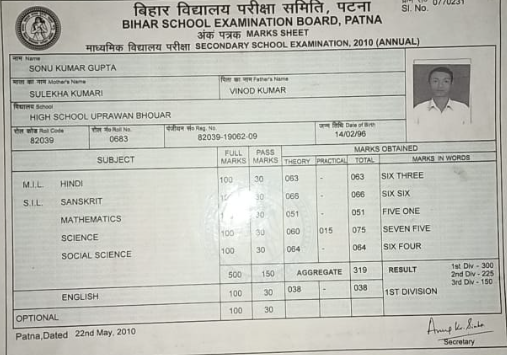 बिहार विद्यालय परीक्षा समिति, पटना
BIHAR SCHOOL EXAMINATION BOARD, PATNA
Sl. No. 0770231
अंक पत्रक MARKS SHEET
माध्यमिक विद्यालय परीक्षा SECONDARY SCHOOL EXAMINATION, 2010 (ANNUAL)
नाम Name
SONU KUMAR GUPTA
माता का नाम Mother's Name पिता का नाम Father's Name
SULEKHA KUMARI VINOD KUMAR
विद्यालय School
HIGH SCHOOL UPRAWAN BHOUAR
रौल कोड Roll Code रौल सं० Roll No. पंजीयन सं० Reg. No. जन्म तिथि Date of Birth
82039 0683 82039-19062-09 14/02/96
SUBJECT FULL MARKS PASS MARKS MARKS OBTAINED
THEORY PRACTICAL TOTAL MARKS IN WORDS
M.I.L. HINDI 100 30 063 - 063 SIX THREE
S.I.L. SANSKRIT 30 066 - 066 SIX SIX
MATHEMATICS 30 051 - 051 FIVE ONE
SCIENCE 100 30 060 015 075 SEVEN FIVE
SOCIAL SCIENCE 100 30 064 - 064 SIX FOUR
500 150 AGGREGATE 319 RESULT 1st Div - 300
2nd Div - 225
3rd Div - 150
ENGLISH 100 30 038 - 038 1ST DIVISION
OPTIONAL 100 30
Patna,Dated 22nd May, 2010
Secretary